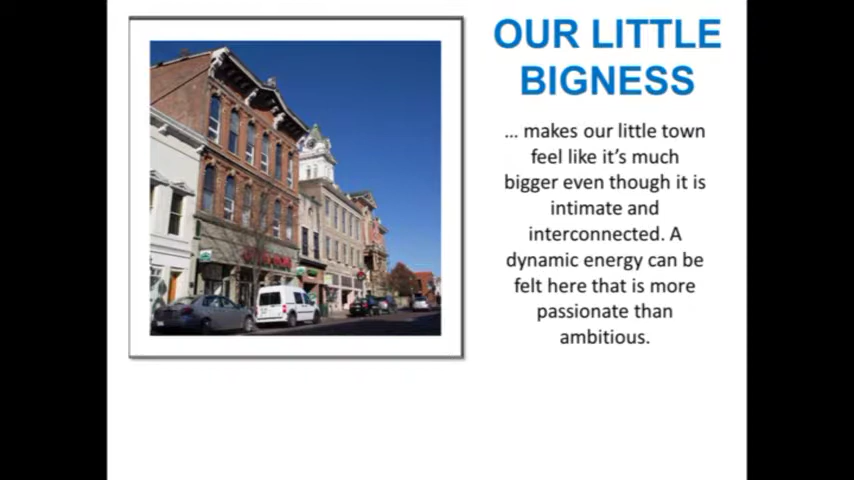 OUR LITTLE
BIGNESS
... makes our little town
feel like it's much
bigger even though it is
intimate and
interconnected. A
dynamic energy can be
felt here that is more
passionate than
ambitious.